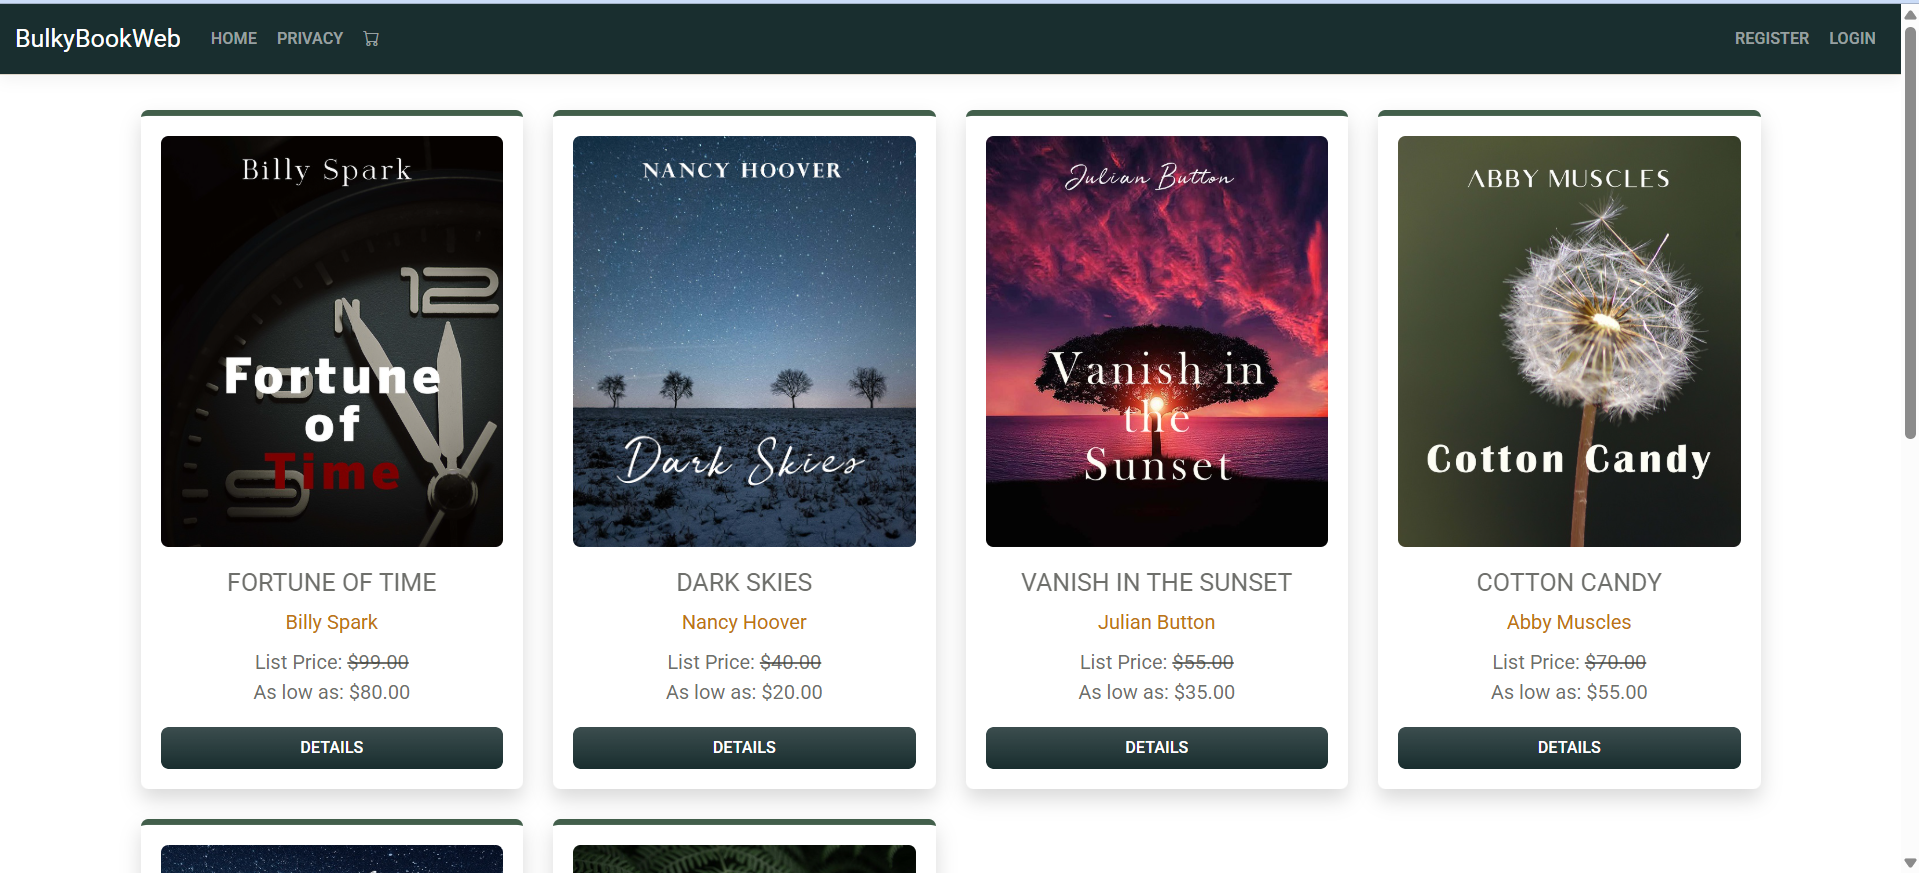 BulkyBookWeb HOME PRIVACY REGISTER LOGIN
Billy Spark
Fortune
of
Time
12
9
FORTUNE OF TIME
Billy Spark
List Price: $99.00
As low as: $80.00
DETAILS
NANCY HOOVER
Dark Skies
DARK SKIES
Nancy Hoover
List Price: $40.00
As low as: $20.00
DETAILS
Julian Button
Vanish in
the
Sunset
VANISH IN THE SUNSET
Julian Button
List Price: $55.00
As low as: $35.00
DETAILS
ABBY MUSCLES
Cotton Candy
COTTON CANDY
Abby Muscles
List Price: $70.00
As low as: $55.00
DETAILS